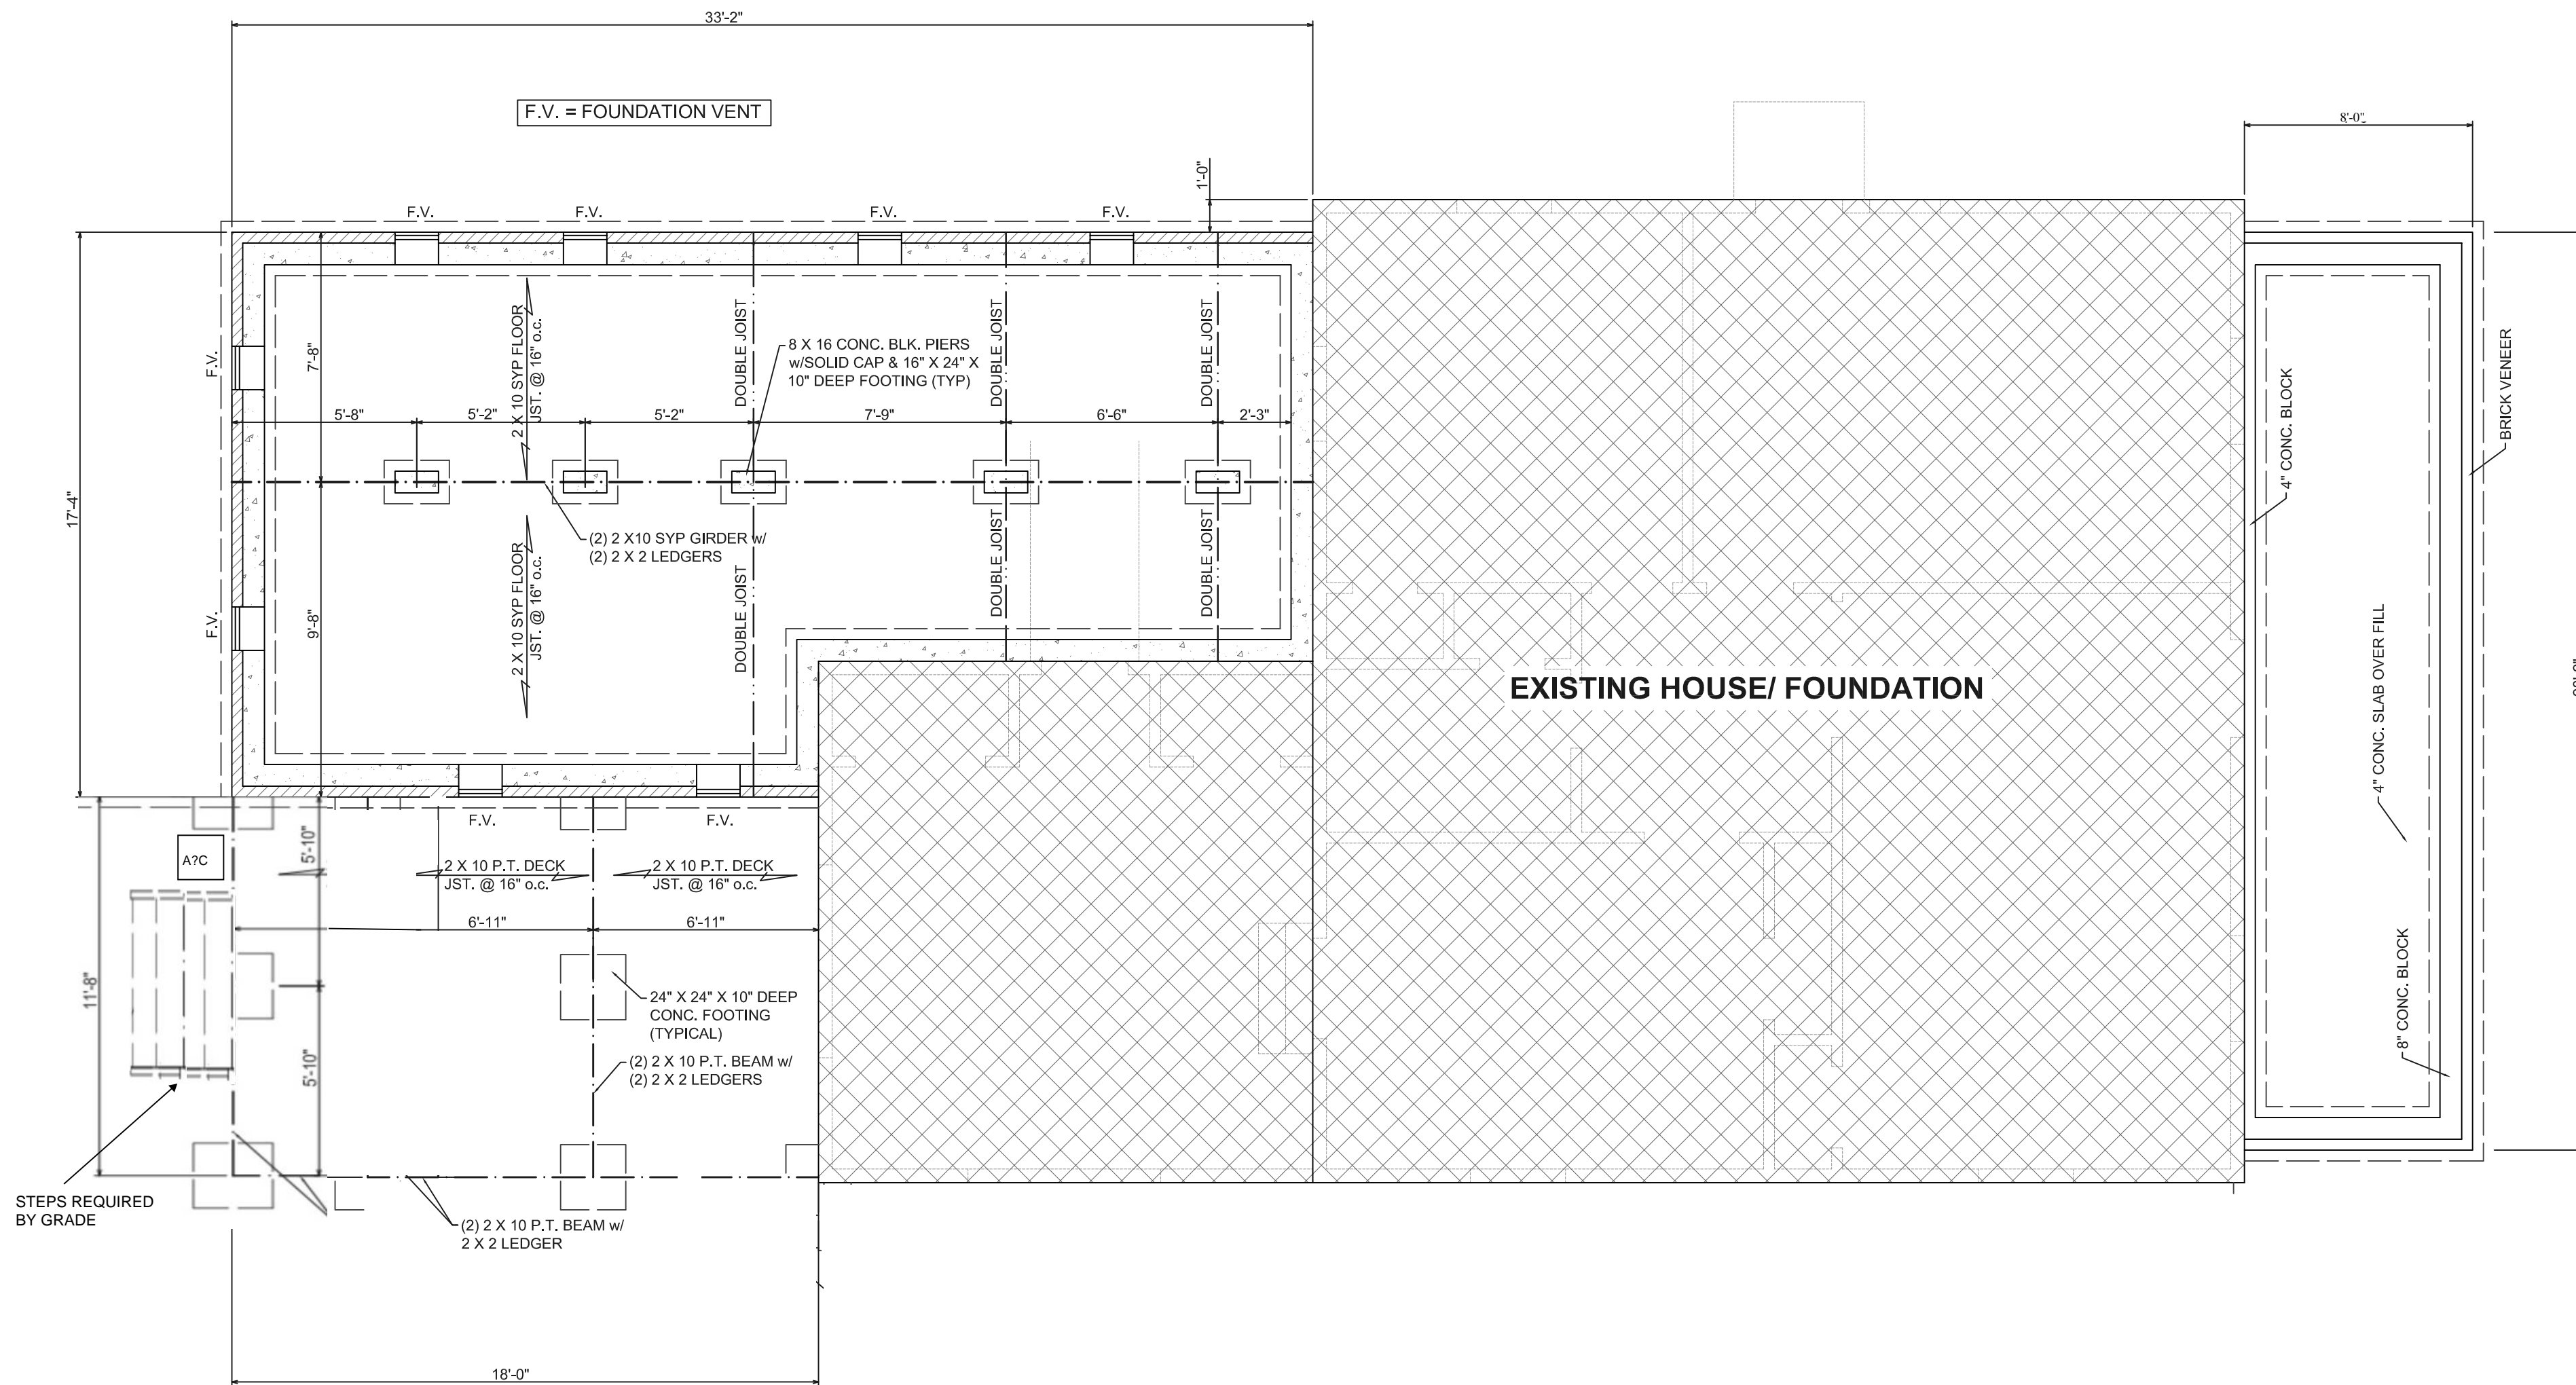 33'-2"
F.V. = FOUNDATION VENT
8'-0"
1'-0"
F.V.
F.V.
F.V.
F.V.
17'-4"
F.V.
F.V.
7'-8"
9'-8"
2 X 10 SYP FLOOR
JST. @ 16" o.c.
DOUBLE JOIST
DOUBLE JOIST
DOUBLE JOIST
8 X 16 CONC. BLK. PIERS
w/SOLID CAP & 16" X 24" X
10" DEEP FOOTING (TYP)
5'-8"
5'-2"
5'-2"
7'-9"
6'-6"
2'-3"
(2) 2 X10 SYP GIRDER w/
(2) 2 X 2 LEDGERS
2 X 10 SYP FLOOR
JST. @ 16" o.c.
DOUBLE JOIST
DOUBLE JOIST
DOUBLE JOIST
EXISTING HOUSE/ FOUNDATION
4" CONC. BLOCK
BRICK VENEER
4" CONC. SLAB OVER FILL
8" CONC. BLOCK
F.V.
F.V.
A?C
5'-10"
2 X 10 P.T. DECK
JST. @ 16" o.c.
2 X 10 P.T. DECK
JST. @ 16" o.c.
6'-11"
6'-11"
11'-8"
5'-10"
24" X 24" X 10" DEEP
CONC. FOOTING
(TYPICAL)
(2) 2 X 10 P.T. BEAM w/
(2) 2 X 2 LEDGERS
STEPS REQUIRED
BY GRADE
(2) 2 X 10 P.T. BEAM w/
2 X 2 LEDGER
18'-0"